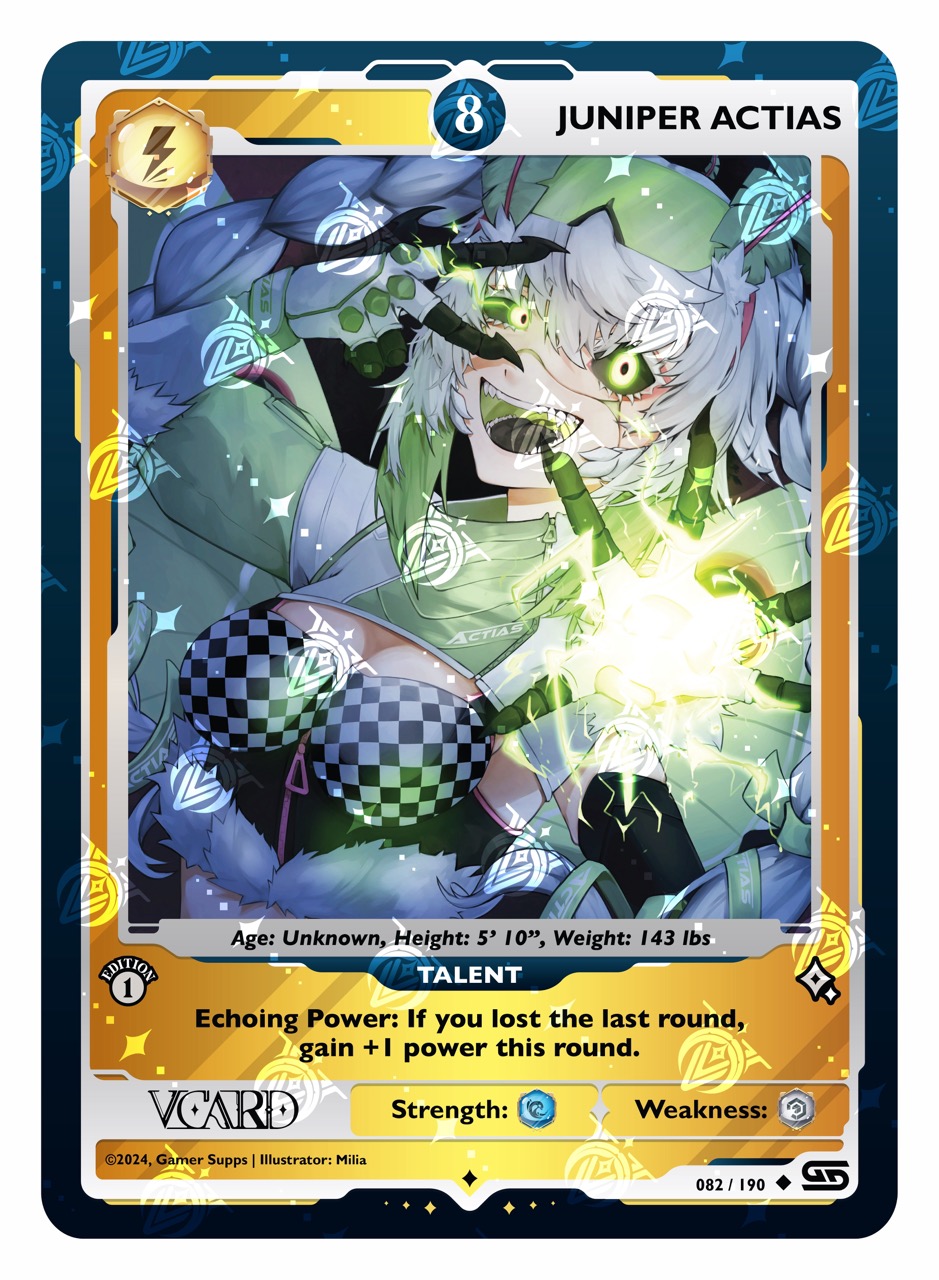 8
JUNIPER ACTIAS
ACTIAS
Age: Unknown, Height: 5' 10”, Weight: 143 lbs
EDITION
1
TALENT
Echoing Power: If you lost the last round,
gain +1 power this round.
VCARD
Strength:
Weakness:
©2024, Gamer Supps | Illustrator: Milia
082 / 190
GS